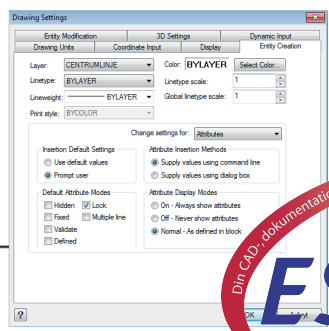 Drawing Settings
Entity Modification 3D Settings Dynamic Input
Drawing Units Coordinate Input Display Entity Creation
Layer: CENTRUMLINJE Color: BYLAYER Select Color...
Linetype: BYLAYER Linetype scale: 1
Lineweight: BYLAYER Global linetype scale: 1
Print style: BYCOLOR
Change settings for: Attributes
Insertion Default Settings
Use default values
Prompt user
Attribute Insertion Methods
Supply values using command line
Supply values using dialog box
Default Attribute Modes
Hidden Lock
Fixed Multiple line
Validate
Defined
Attribute Display Modes
On - Always show attributes
Off - Never show attributes
Normal - As defined in block
Din CAD-, dokumentatio
ES
? OK